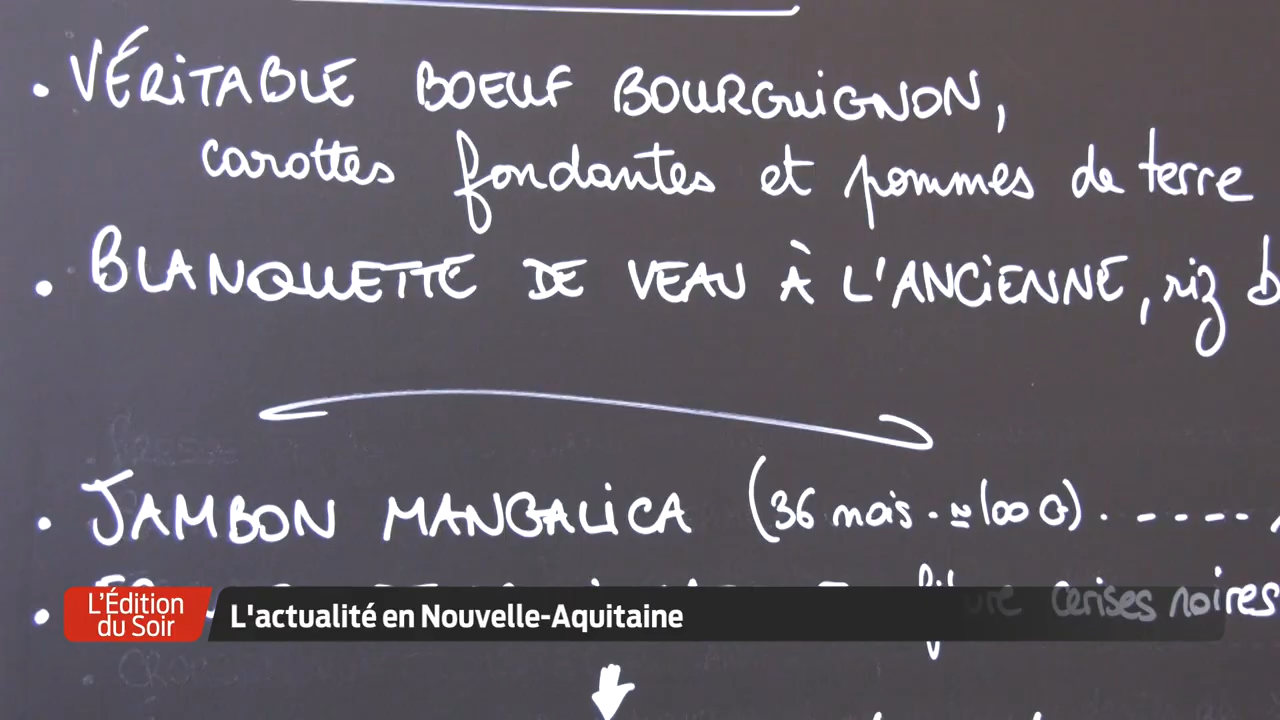 • VÉRITABLE BOEUF BOURGUIGNON,
carottes fondantes et pommes de terre
• BLANQUETTE DE VEAU À L'ANCIENNE, riz b
• JAMBON MANGALICA (36 mois - ≈ 100 G) . - - - - -
• cerises noires
L'Édition
du Soir
L'actualité en Nouvelle-Aquitaine